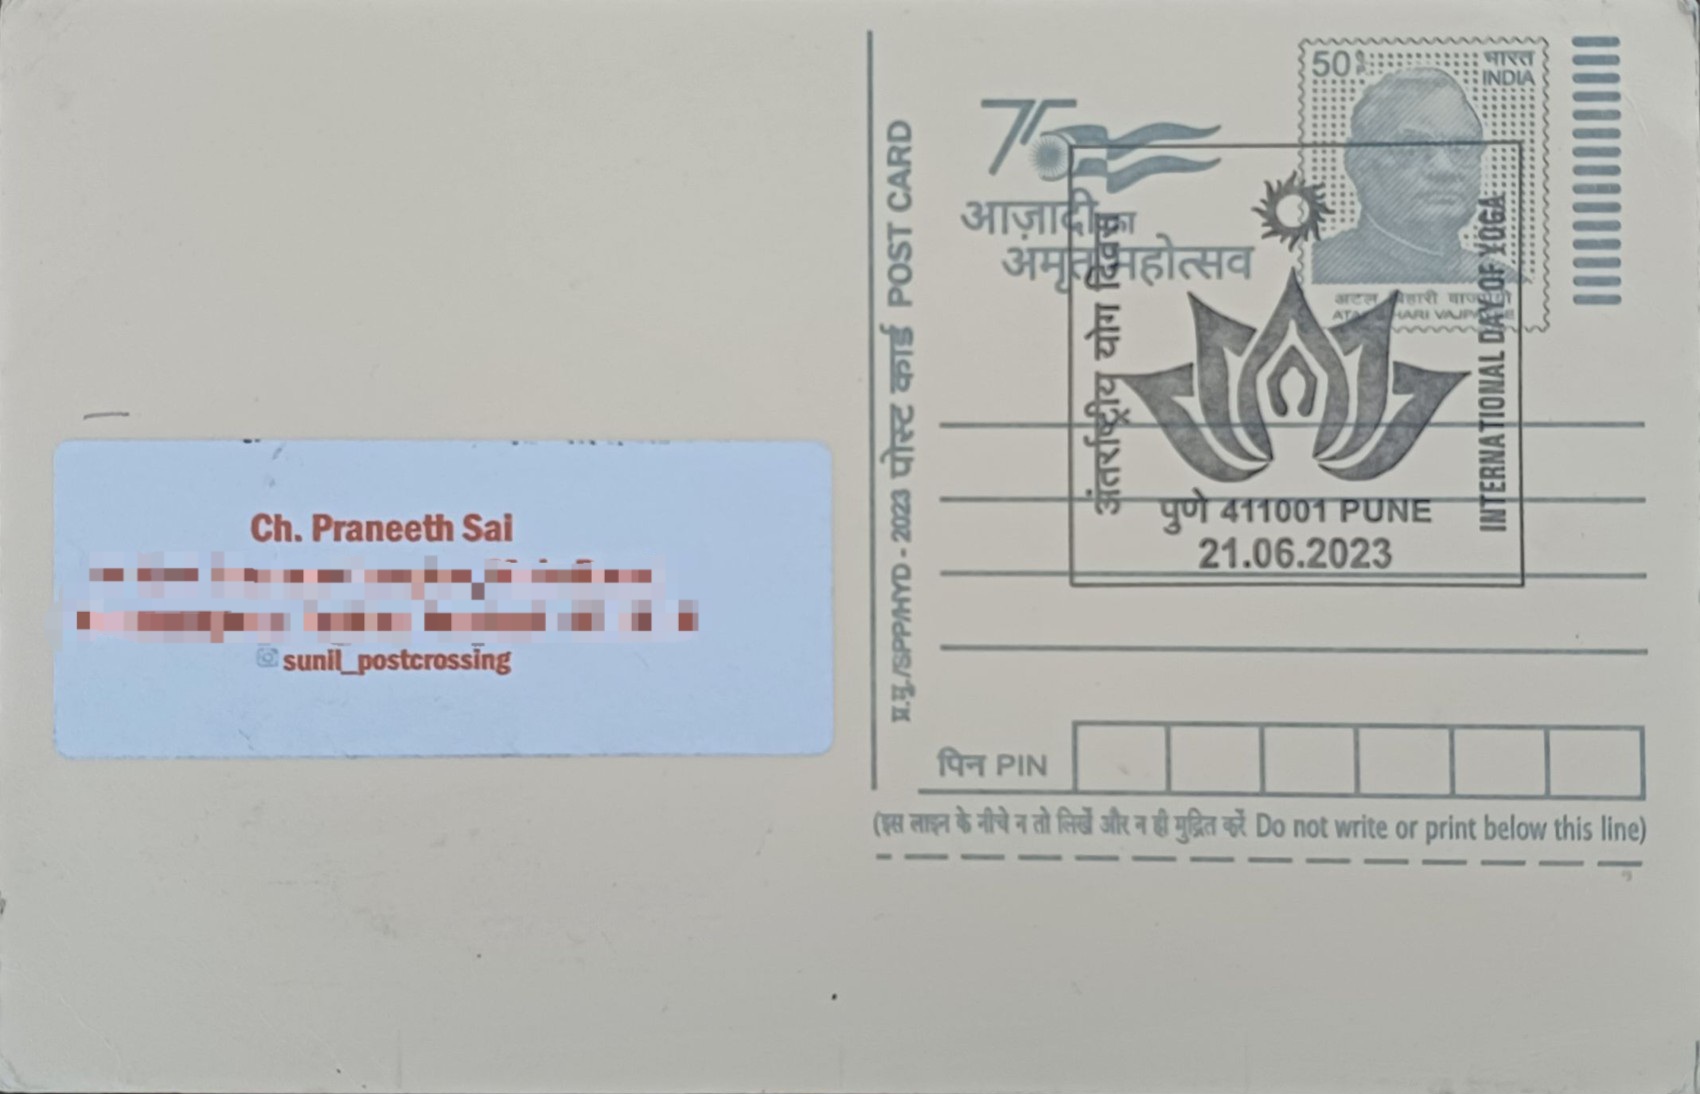 Ch. Praneeth Sai
sunil_postcrossing
प्र.मु./SPP/HYD - 2023 पोस्ट कार्ड POST CARD
75
आज़ादी का
अमृत महोत्सव
50
भारत
INDIA
अटल बिहारी वाजपेयी
ATAL BIHARI VAJPAYEE
अंतर्राष्ट्रीय योग दिवस
INTERNATIONAL DAY OF YOGA
पुणे 411001 PUNE
21.06.2023
पिन PIN
(इस लाइन के नीचे न तो लिखें और न ही मुद्रित करें Do not write or print below this line)